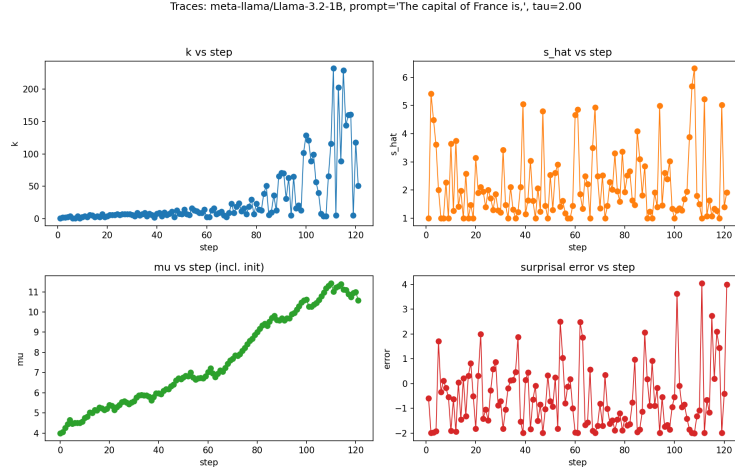 Traces: meta-llama/Llama-3.2-1B, prompt='The capital of France is,', tau=2.00
k vs step
k
200
150
100
50
0
0 20 40 60 80 100 120
step
s_hat vs step
s_hat
6
5
4
3
2
1
0 20 40 60 80 100 120
step
mu vs step (incl. init)
mu
11
10
9
8
7
6
5
4
0 20 40 60 80 100 120
step
surprisal error vs step
error
4
3
2
1
0
−1
−2
0 20 40 60 80 100 120
step